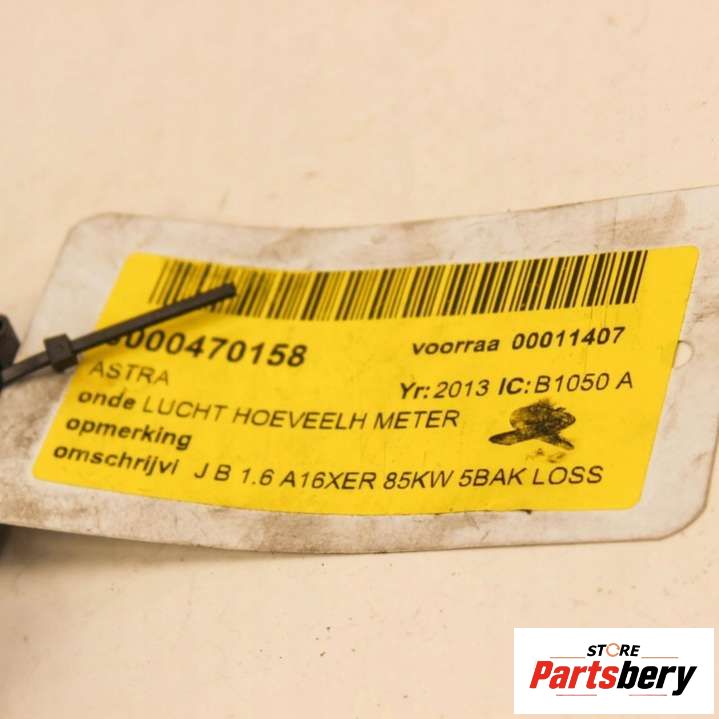 000470158 voorraa 00011407
ASTRA Yr: 2013 IC: B1050 A
onde LUCHT HOEVEELH METER
opmerking
omschrijvi J B 1.6 A16XER 85KW 5BAK LOSS
STORE
Partsbery